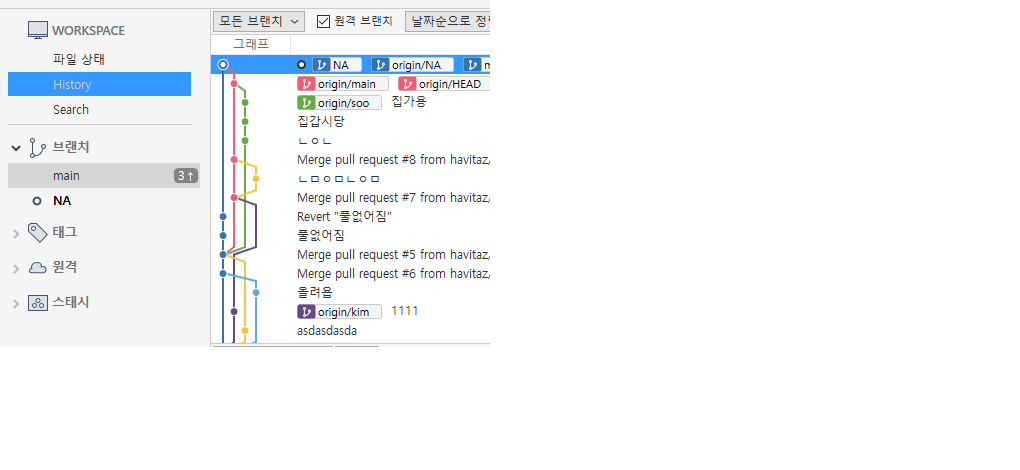 WORKSPACE
파일 상태
History
Search
브랜치
main 3↑
NA
태그
원격
스태시
모든 브랜치 원격 브랜치 날짜순으로 정렬
그래프
NA origin/NA
origin/main origin/HEAD
origin/soo 집가용
집갑시당
ㄴㅇㄴ
Merge pull request #8 from havitaz/
ㄴㅁㅇㅁㄴㅇㅁ
Merge pull request #7 from havitaz/
Revert "풀없어짐"
풀없어짐
Merge pull request #5 from havitaz/
Merge pull request #6 from havitaz/
올려욥
origin/kim 1111
asdasdasda